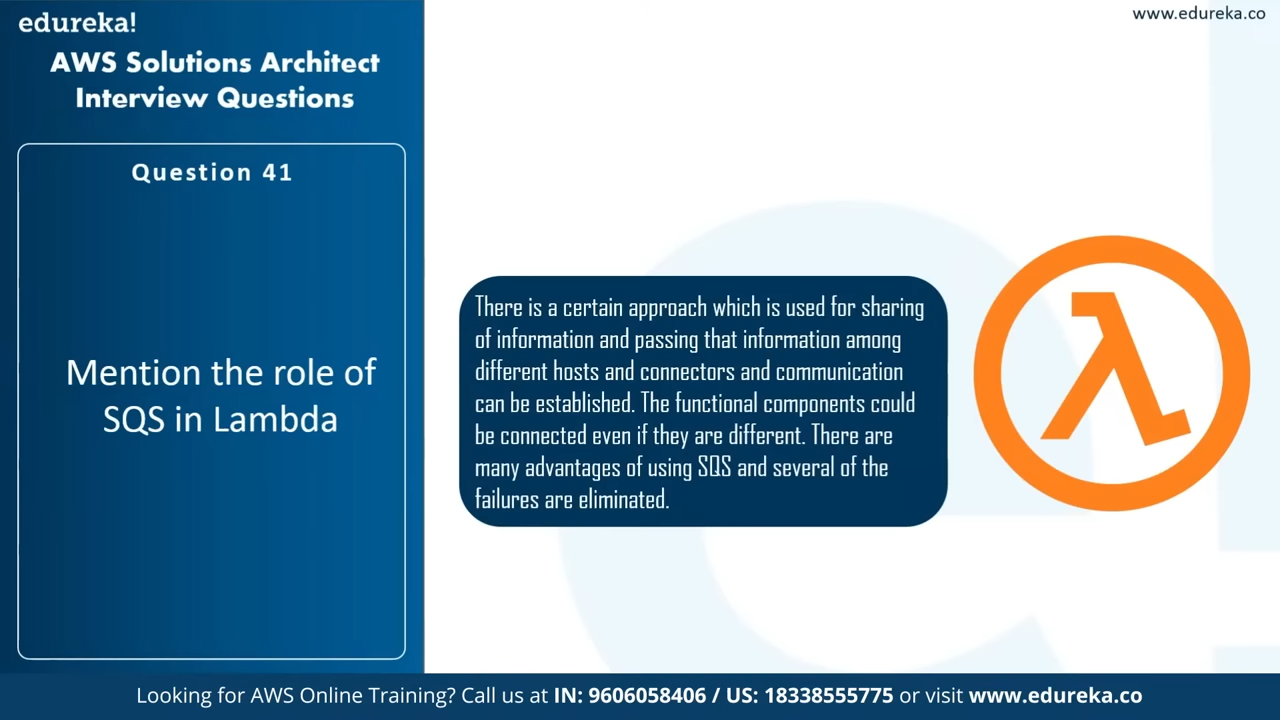 edureka!
www.edureka.co
AWS Solutions Architect
Interview Questions
Question 41
Mention the role of
SQS in Lambda
There is a certain approach which is used for sharing
of information and passing that information among
different hosts and connectors and communication
can be established. The functional components could
be connected even if they are different. There are
many advantages of using SQS and several of the
failures are eliminated.
λ
Looking for AWS Online Training? Call us at IN: 9606058406 / US: 18338555775 or visit www.edureka.co